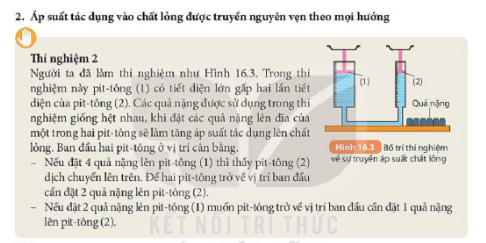 2. Áp suất tác dụng vào chất lỏng được truyền nguyên vẹn theo mọi hướng
Thí nghiệm 2
Người ta đã làm thí nghiệm như Hình 16.3. Trong thí
nghiệm này pit-tông (1) có tiết diện lớn gấp hai lần tiết
diện của pit-tông (2). Các quả nặng được sử dụng trong thí
nghiệm giống hệt nhau, khi đặt các quả nặng lên đĩa của
một trong hai pit-tông sẽ làm tăng áp suất tác dụng lên chất
lỏng. Ban đầu hai pit-tông ở vị trí cân bằng.
– Nếu đặt 4 quả nặng lên pit-tông (1) thì thấy pit-tông (2)
dịch chuyển lên trên. Để hai pit-tông trở về vị trí ban đầu
cần đặt 2 quả nặng lên pit-tông (2).
– Nếu đặt 2 quả nặng lên pit-tông (1) muốn pit-tông trở về vị trí ban đầu cần đặt 1 quả nặng
lên pit-tông (2).
(1)
(2)
Quả nặng
Hình 16.3 Bố trí thí nghiệm
về sự truyền áp suất chất lỏng
KẾT NỐI TRI THỨC